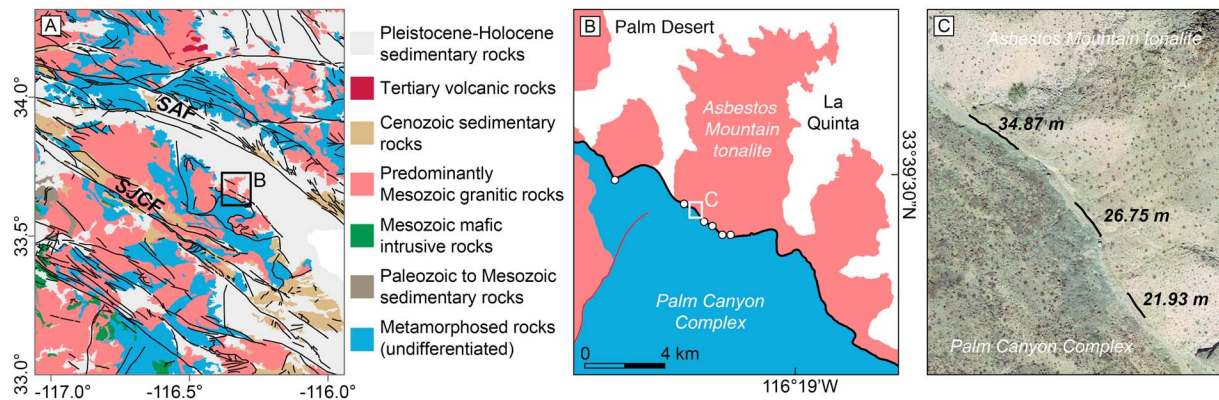 A
SAF
SJCF
B
34.0°
33.5°
33.0°
-117.0°
-116.5°
-116.0°
Pleistocene-Holocene
sedimentary rocks
Tertiary volcanic rocks
Cenozoic sedimentary
rocks
Predominantly
Mesozoic granitic rocks
Mesozoic mafic
intrusive rocks
Paleozoic to Mesozoic
sedimentary rocks
Metamorphosed rocks
(undifferentiated)
B
Palm Desert
Asbestos
Mountain
tonalite
La
Quinta
C
Palm Canyon
Complex
0
4 km
116°19'W
33°39'30"N
C
Asbestos Mountain tonalite
34.87 m
26.75 m
21.93 m
Palm Canyon Complex